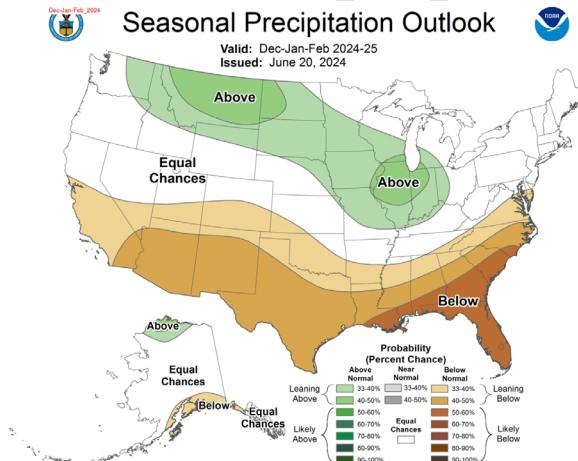 Dec-Jan-Feb_2024
Seasonal Precipitation Outlook
NOAA
Valid: Dec-Jan-Feb 2024-25
Issued: June 20, 2024
Above
Equal
Chances
Above
Below
Above
Equal
Chances
Below
Equal
Chances
Probability
(Percent Chance)
Above
Normal
Near
Normal
Below
Normal
Leaning
Above
33-40%
33-40%
33-40%
Leaning
Below
40-50%
40-50%
40-50%
Likely
Above
50-60%
Equal
Chances
50-60%
Likely
Below
60-70%
60-70%
70-80%
70-80%
80-90%
80-90%
90-100%
90-100%